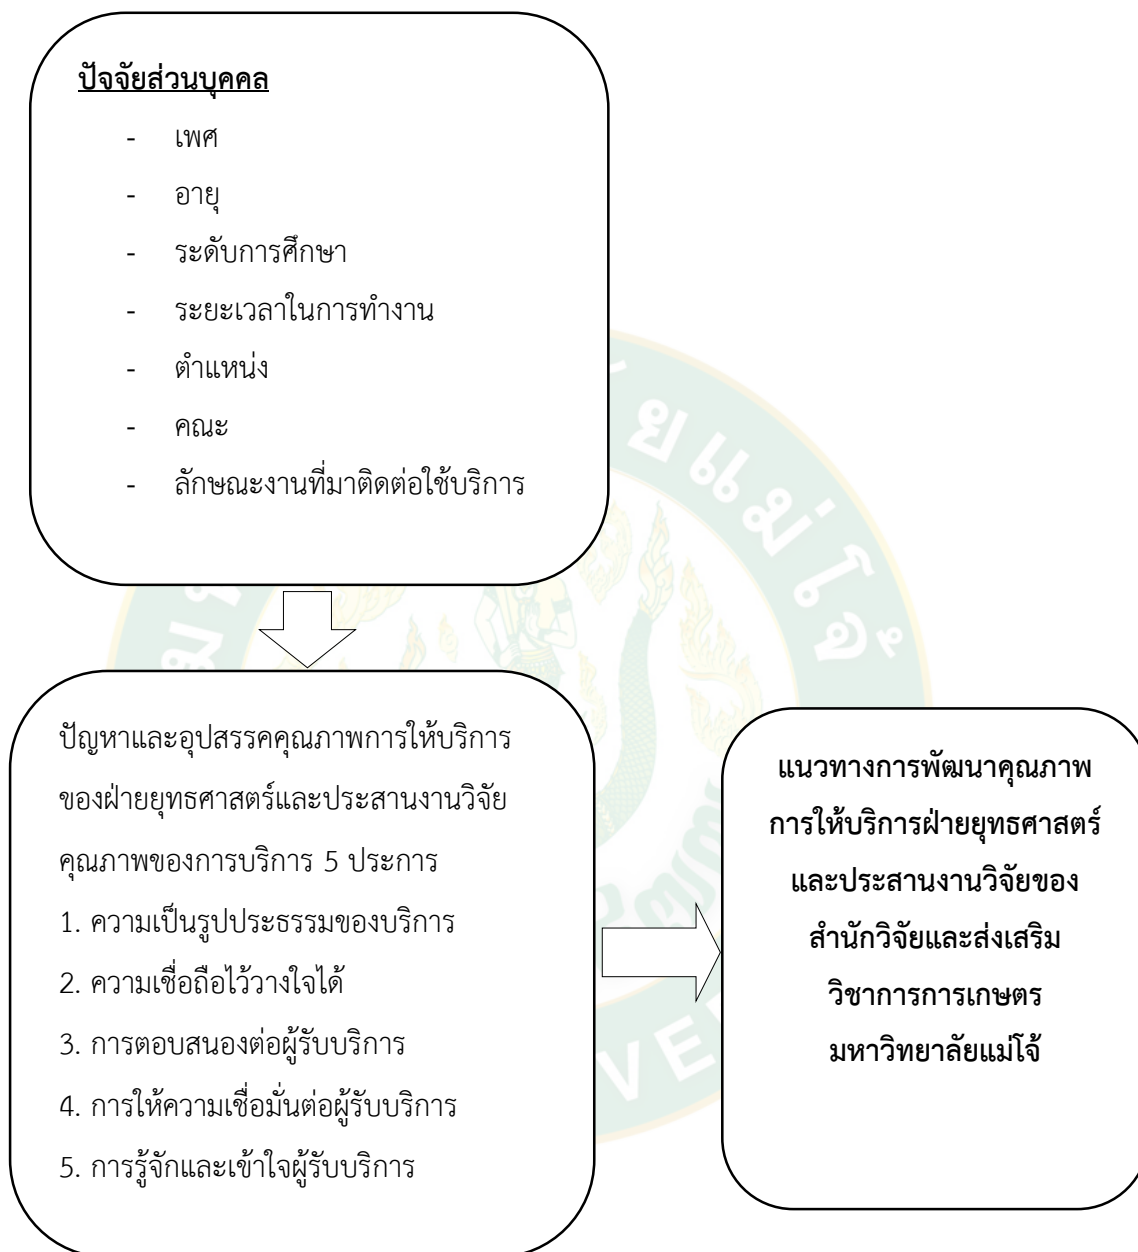 ปัจจัยส่วนบุคคล
- เพศ
- อายุ
- ระดับการศึกษา
- ระยะเวลาในการทำงาน
- ตำแหน่ง
- คณะ
- ลักษณะงานที่มาติดต่อใช้บริการ
ปัญหาและอุปสรรคคุณภาพการให้บริการ
ของฝ่ายยุทธศาสตร์และประสานงานวิจัย
คุณภาพของการบริการ 5 ประการ
1. ความเป็นรูปประธรรมของบริการ
2. ความเชื่อถือไว้วางใจได้
3. การตอบสนองต่อผู้รับบริการ
4. การให้ความเชื่อมั่นต่อผู้รับบริการ
5. การรู้จักและเข้าใจผู้รับบริการ
แนวทางการพัฒนาคุณภาพ
การให้บริการฝ่ายยุทธศาสตร์
และประสานงานวิจัยของ
สำนักวิจัยและส่งเสริม
วิชาการการเกษตร
มหาวิทยาลัยแม่โจ้